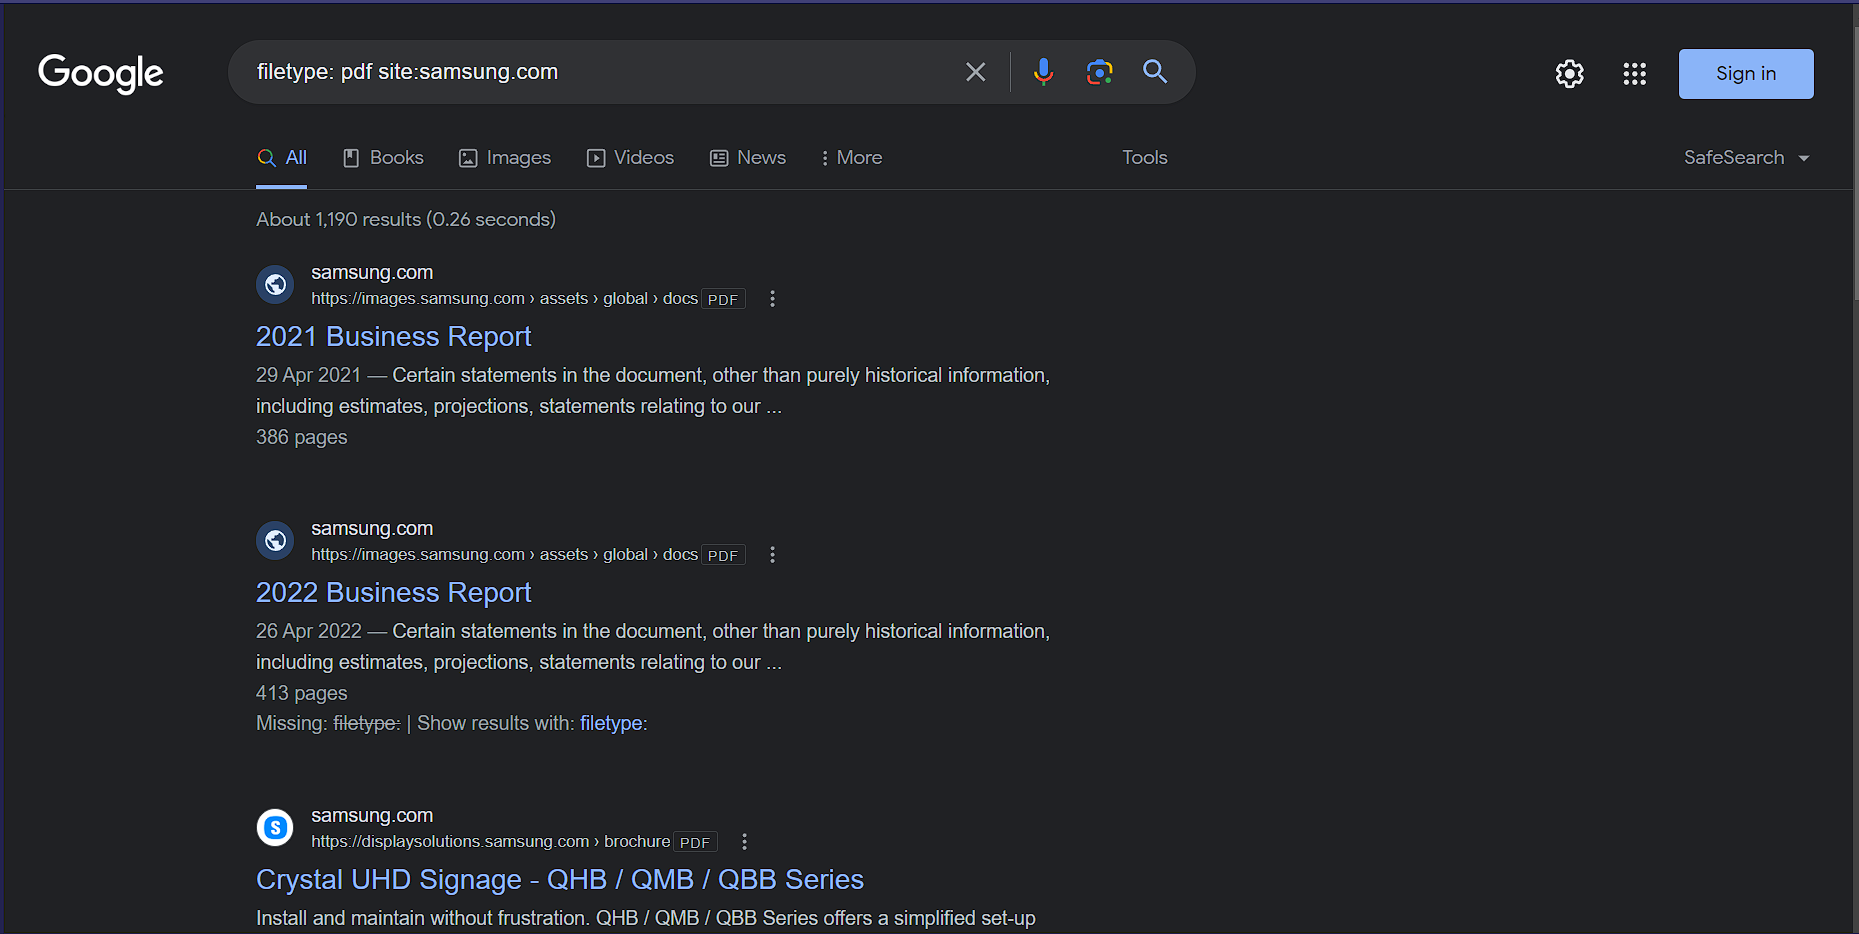 Google
filetype: pdf site:samsung.com
Sign in
All Books Images Videos News More Tools SafeSearch
About 1,190 results (0.26 seconds)
samsung.com
https://images.samsung.com › assets › global › docs PDF
2021 Business Report
29 Apr 2021 — Certain statements in the document, other than purely historical information,
including estimates, projections, statements relating to our ...
386 pages
samsung.com
https://images.samsung.com › assets › global › docs PDF
2022 Business Report
26 Apr 2022 — Certain statements in the document, other than purely historical information,
including estimates, projections, statements relating to our ...
413 pages
Missing: filetype: | Show results with: filetype:
S
samsung.com
https://displaysolutions.samsung.com › brochure PDF
Crystal UHD Signage - QHB / QMB / QBB Series
Install and maintain without frustration. QHB / QMB / QBB Series offers a simplified set-up